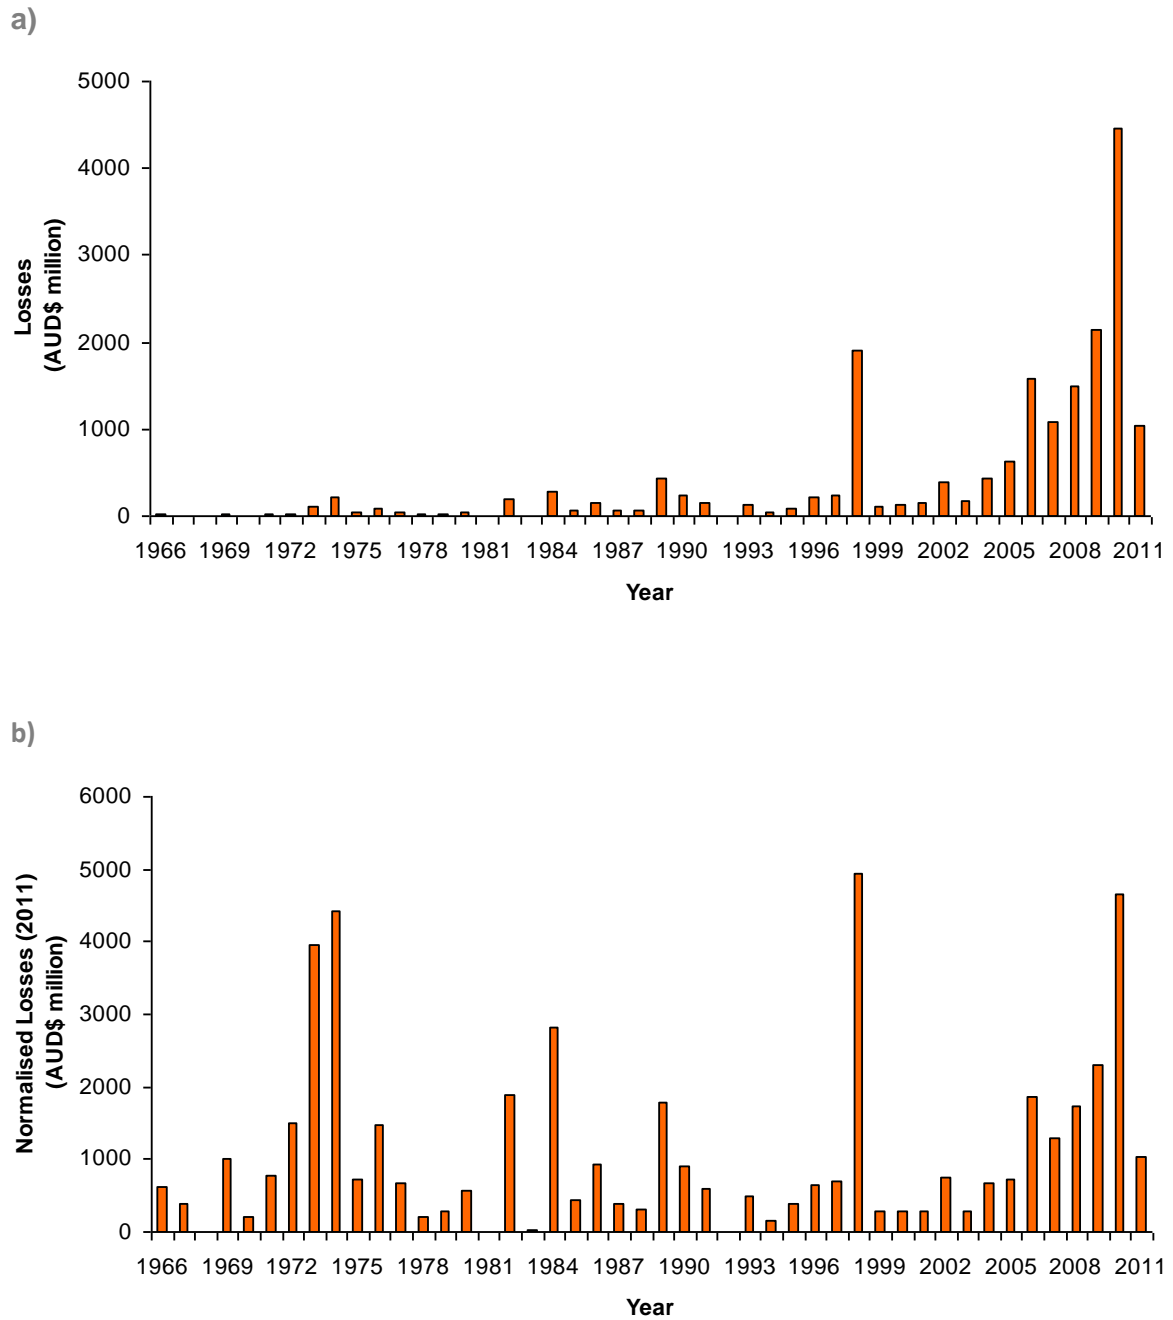 a)
5000
4000
3000
2000
1000
0
Losses
(AUD$ million)
1966 1969 1972 1975 1978 1981 1984 1987 1990 1993 1996 1999 2002 2005 2008 2011
Year
b)
6000
5000
4000
3000
2000
1000
0
Normalised Losses (2011)
(AUD$ million)
1966 1969 1972 1975 1978 1981 1984 1987 1990 1993 1996 1999 2002 2005 2008 2011
Year